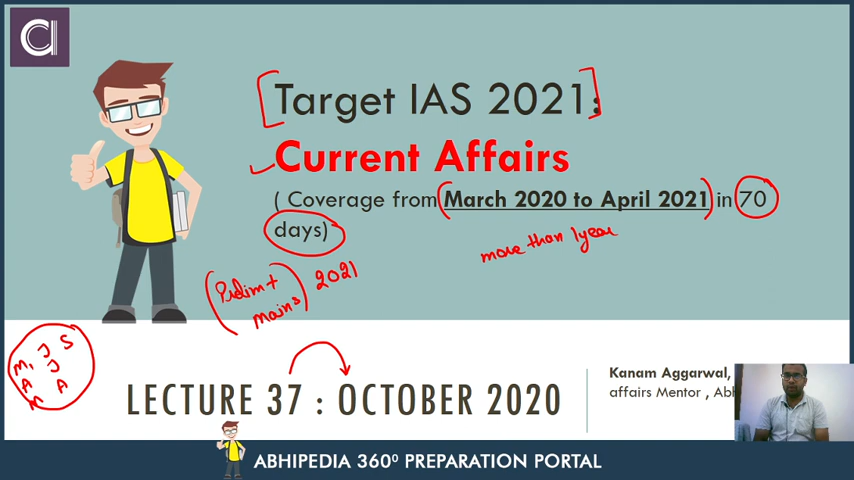 Target IAS 2021:
Current Affairs
( Coverage from March 2020 to April 2021 in 70
days)
more than 1year
(Prelim+
Mains) 2021
M, J S
A J
M A
LECTURE 37 : OCTOBER 2020
Kanam Aggarwal,
affairs Mentor , Abh
ABHIPEDIA 360⁰ PREPARATION PORTAL